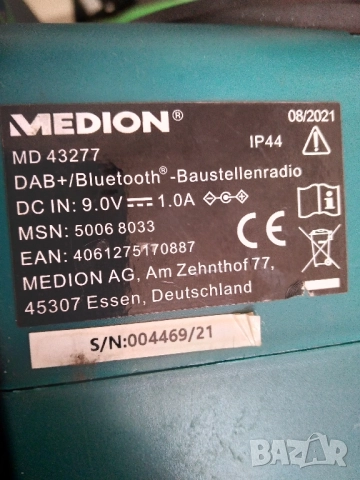 MEDION®
08/2021
MD 43277
IP44
DAB+/Bluetooth®-Baustellenradio
DC IN: 9.0V⎓1.0A
MSN: 5006 8033
CE
EAN: 4061275170887
MEDION AG, Am Zehnthof 77,
45307 Essen, Deutschland
S/N:004469/21
BAZAR